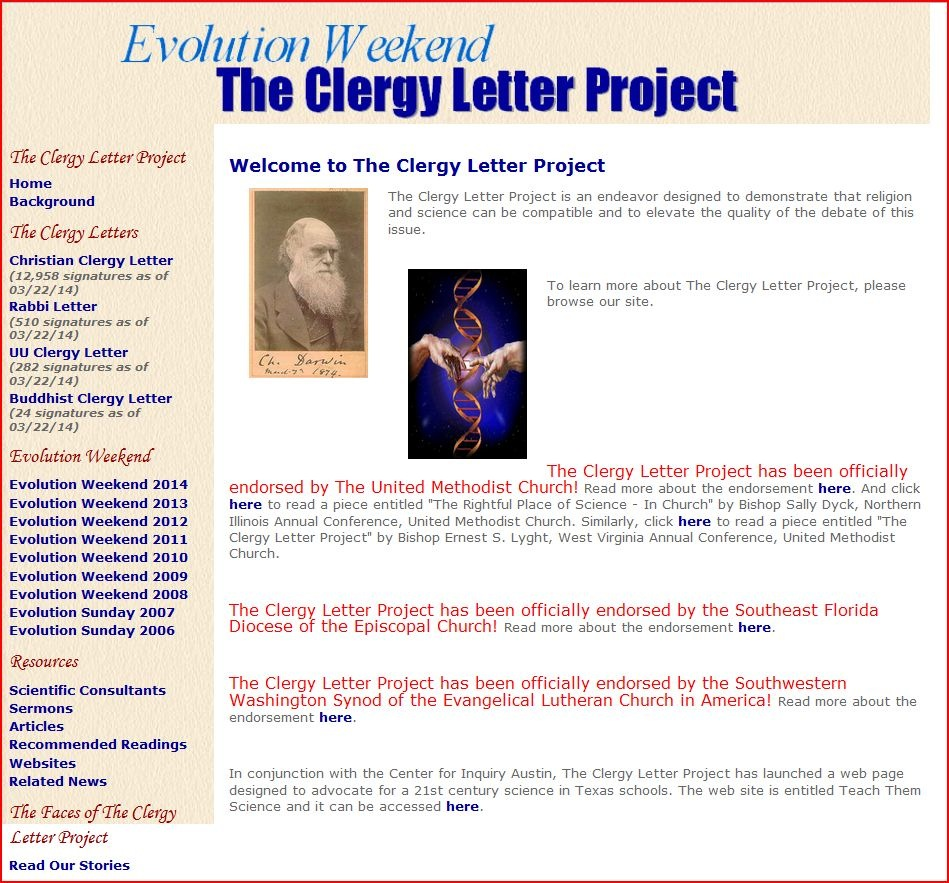 Evolution Weekend
The Clergy Letter Project
The Clergy Letter Project
Home
Background
The Clergy Letters
Christian Clergy Letter
(12,958 signatures as of
03/22/14)
Rabbi Letter
(510 signatures as of
03/22/14)
UU Clergy Letter
(282 signatures as of
03/22/14)
Buddhist Clergy Letter
(24 signatures as of
03/22/14)
Evolution Weekend
Evolution Weekend 2014
Evolution Weekend 2013
Evolution Weekend 2012
Evolution Weekend 2011
Evolution Weekend 2010
Evolution Weekend 2009
Evolution Weekend 2008
Evolution Sunday 2007
Evolution Sunday 2006
Resources
Scientific Consultants
Sermons
Articles
Recommended Readings
Websites
Related News
The Faces of The Clergy
Letter Project
Read Our Stories
Welcome to The Clergy Letter Project
The Clergy Letter Project is an endeavor designed to demonstrate that religion
and science can be compatible and to elevate the quality of the debate of this
issue.
Ch. Darwin
1874.
To learn more about The Clergy Letter Project, please
browse our site.
The Clergy Letter Project has been officially
endorsed by The United Methodist Church! Read more about the endorsement here. And click
here to read a piece entitled "The Rightful Place of Science - In Church" by Bishop Sally Dyck, Northern
Illinois Annual Conference, United Methodist Church. Similarly, click here to read a piece entitled "The
Clergy Letter Project" by Bishop Ernest S. Lyght, West Virginia Annual Conference, United Methodist
Church.
The Clergy Letter Project has been officially endorsed by the Southeast Florida
Diocese of the Episcopal Church! Read more about the endorsement here.
The Clergy Letter Project has been officially endorsed by the Southwestern
Washington Synod of the Evangelical Lutheran Church in America! Read more about the
endorsement here.
In conjunction with the Center for Inquiry Austin, The Clergy Letter Project has launched a web page
designed to advocate for a 21st century science in Texas schools. The web site is entitled Teach Them
Science and it can be accessed here.